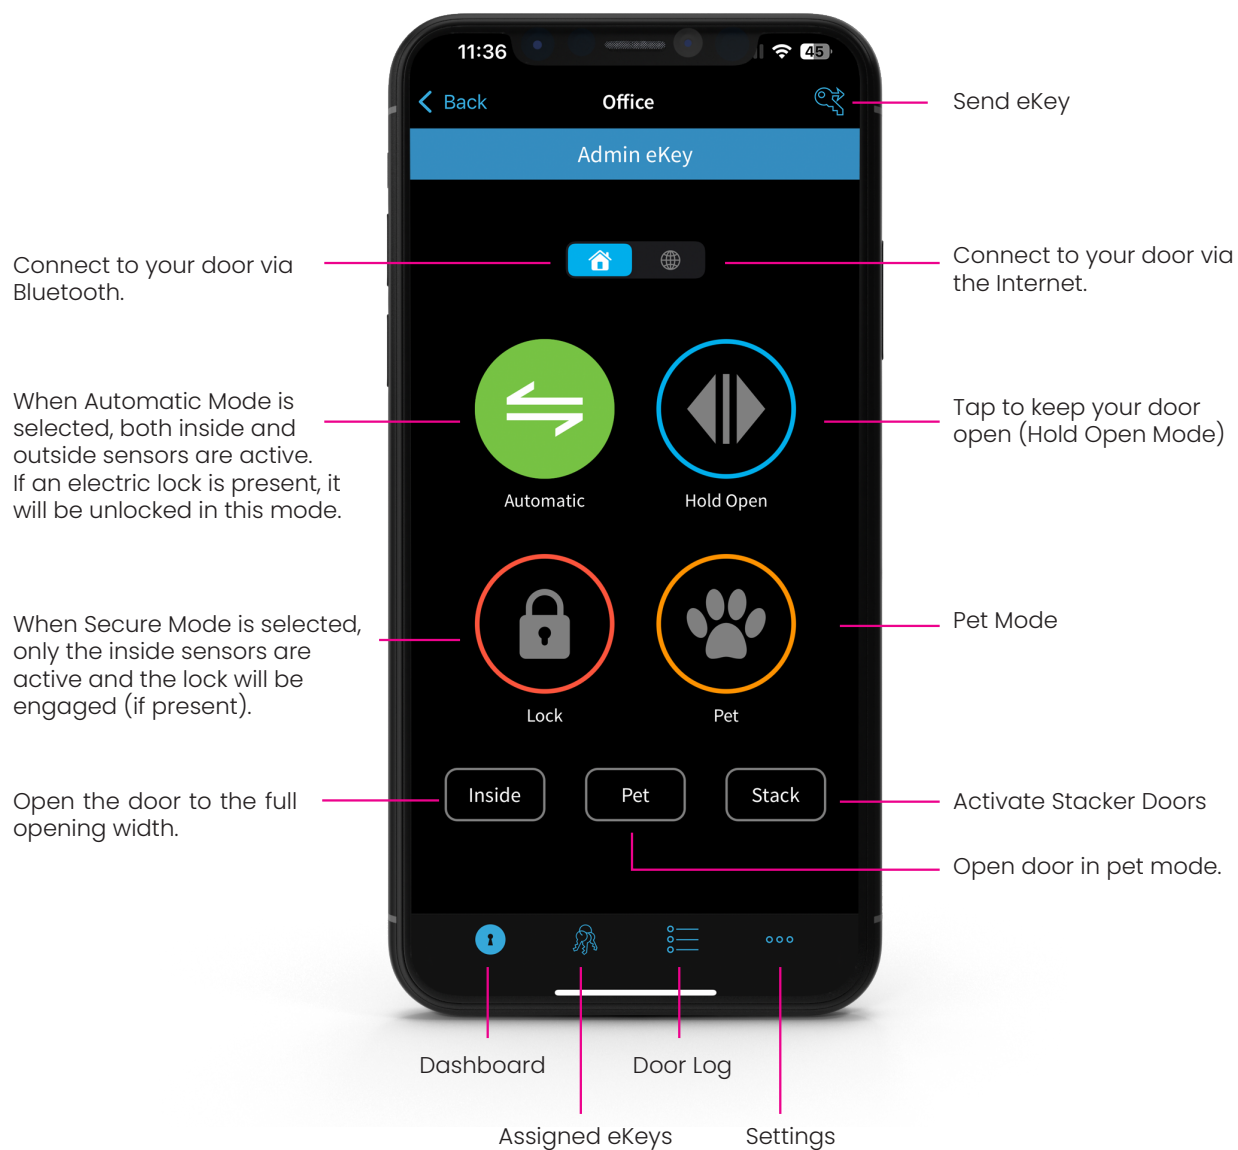 11:36
45
Back
Office
Send eKey
Admin eKey
Connect to your door via
Bluetooth.
Connect to your door via
the Internet.
When Automatic Mode is
selected, both inside and
outside sensors are active.
If an electric lock is present, it
will be unlocked in this mode.
Tap to keep your door
open (Hold Open Mode)
Automatic
Hold Open
When Secure Mode is selected,
only the inside sensors are
active and the lock will be
engaged (if present).
Pet Mode
Lock
Pet
Open the door to the full
opening width.
Inside
Pet
Stack
Activate Stacker Doors
Open door in pet mode.
Dashboard
Door Log
Assigned eKeys
Settings